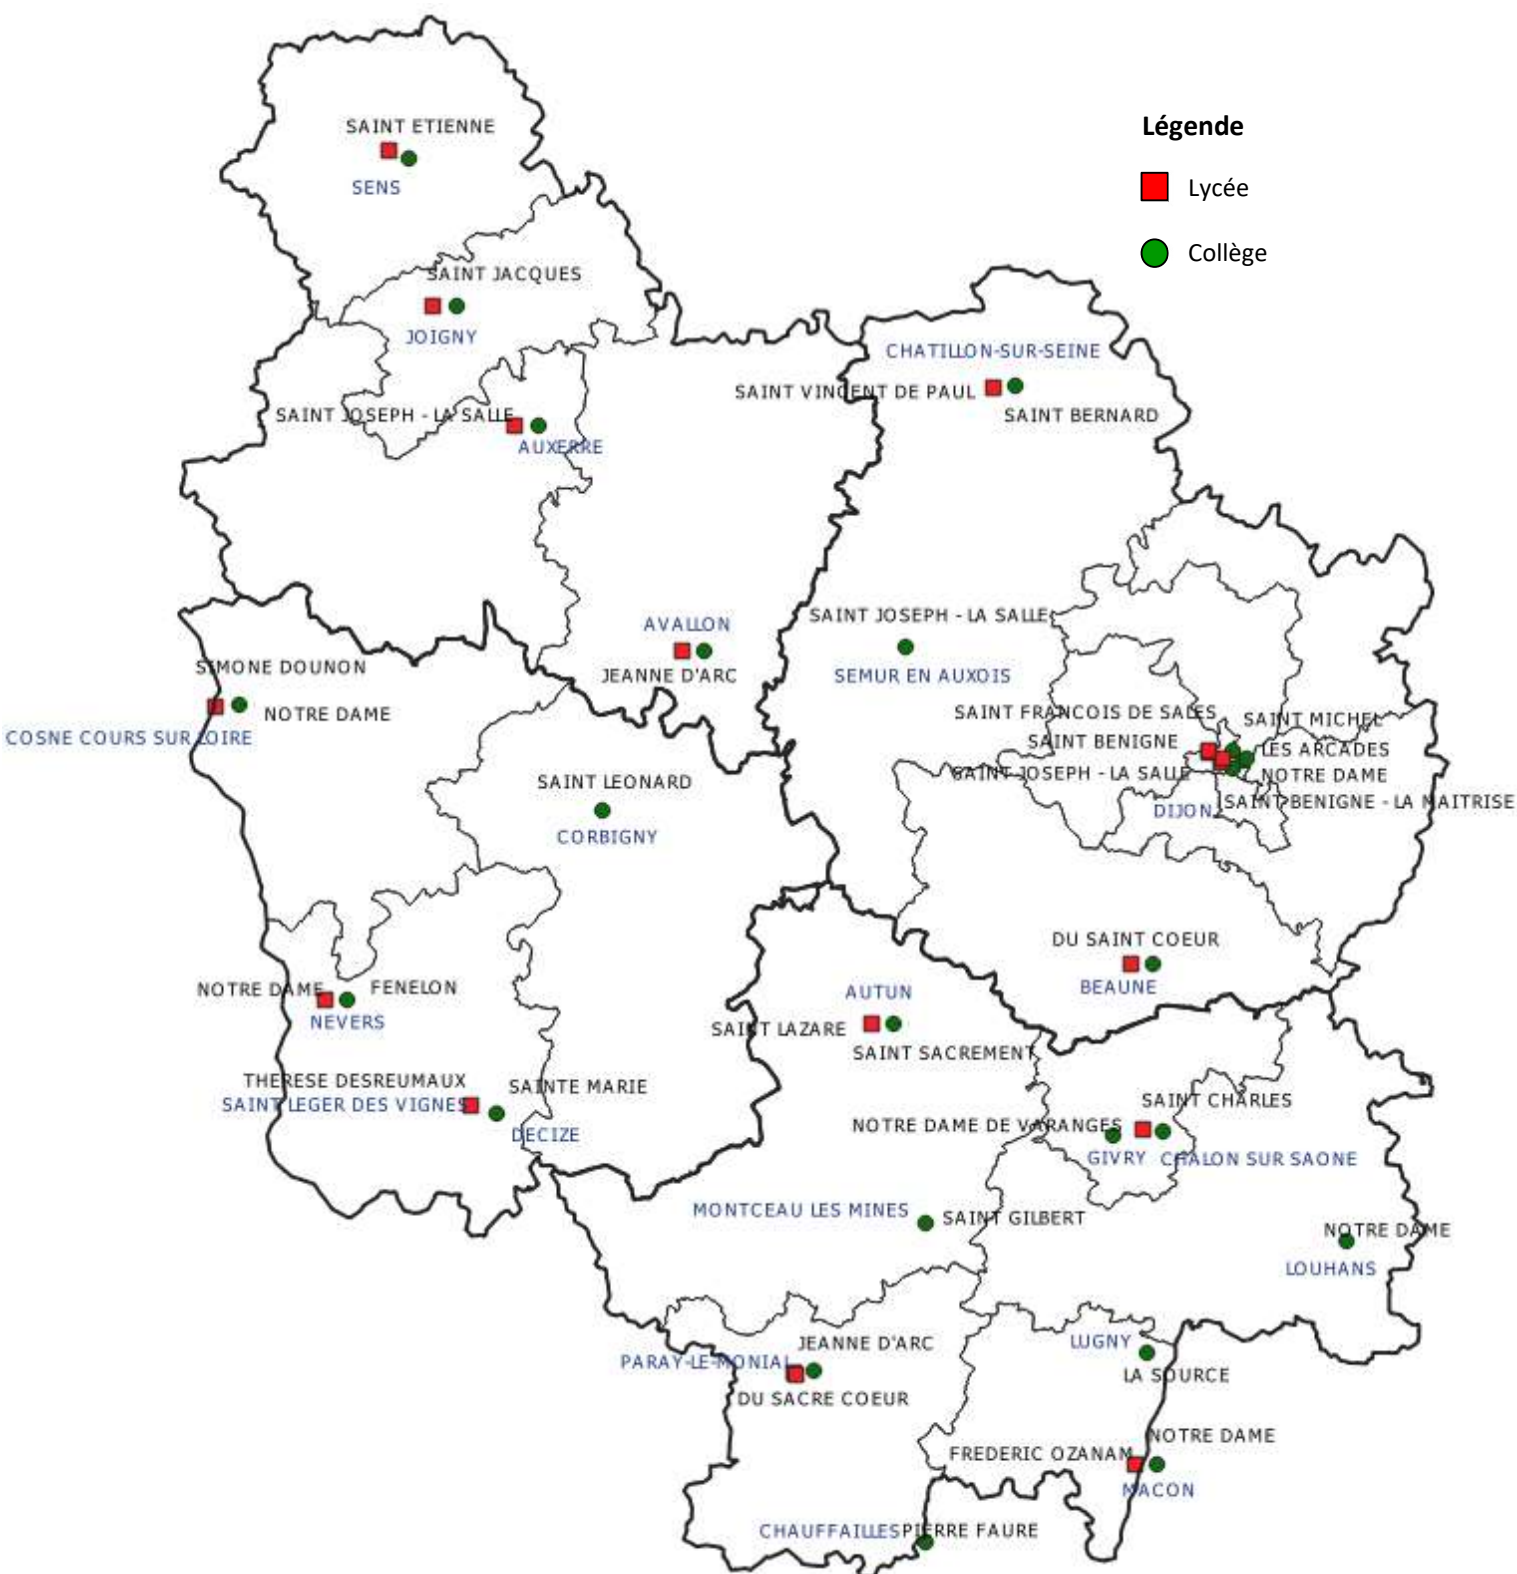 Légende
Lycée
Collège
SAINT ETIENNE
SENS
SAINT JACQUES
JOIGNY
CHATILLON-SUR-SEINE
SAINT VINCENT DE PAUL
SAINT BERNARD
SAINT JOSEPH - LA SALLE
AUXERRE
AVALLON
JEANNE D'ARC
SAINT JOSEPH - LA SALLE
SEMUR EN AUXOIS
SIMONE DOUNON
NOTRE DAME
COSNE COURS SUR LOIRE
SAINT FRANCOIS DE SALES
SAINT MICHEL
SAINT BENIGNE
LES ARCADES
SAINT JOSEPH - LA SALLE
NOTRE DAME
DIJON
SAINT BENIGNE - LA MAITRISE
SAINT LEONARD
CORBIGNY
DU SAINT COEUR
BEAUNE
NOTRE DAME
FENELON
NEVERS
AUTUN
SAINT LAZARE
SAINT SACREMENT
THERESE DESREUMAUX
SAINTE MARIE
SAINT LEGER DES VIGNES
DECIZE
SAINT CHARLES
NOTRE DAME DE VARANGES
GIVRY
CHALON SUR SAONE
MONTCEAU LES MINES
SAINT GILBERT
NOTRE DAME
LOUHANS
JEANNE D'ARC
PARAY-LE-MONIAL
DU SACRE COEUR
LUGNY
LA SOURCE
NOTRE DAME
FREDERIC OZANAM
MACON
CHAUFFAILLES
PIERRE FAURE